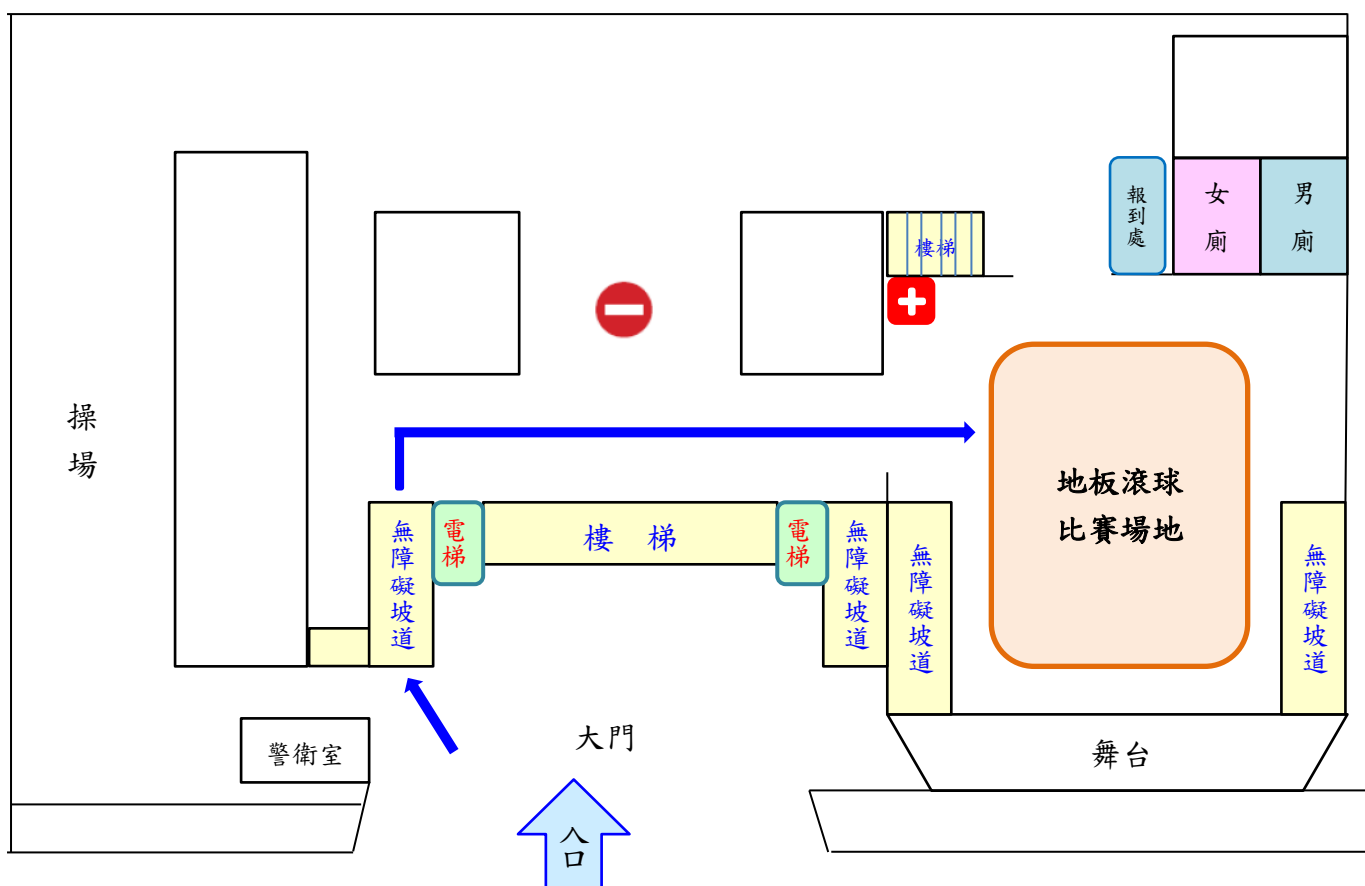 報到處
女廁
男廁
樓梯
操場
地板滾球
比賽場地
無障礙坡道
電梯
樓梯
電梯
無障礙坡道
無障礙坡道
無障礙坡道
警衛室
大門
舞台
入口